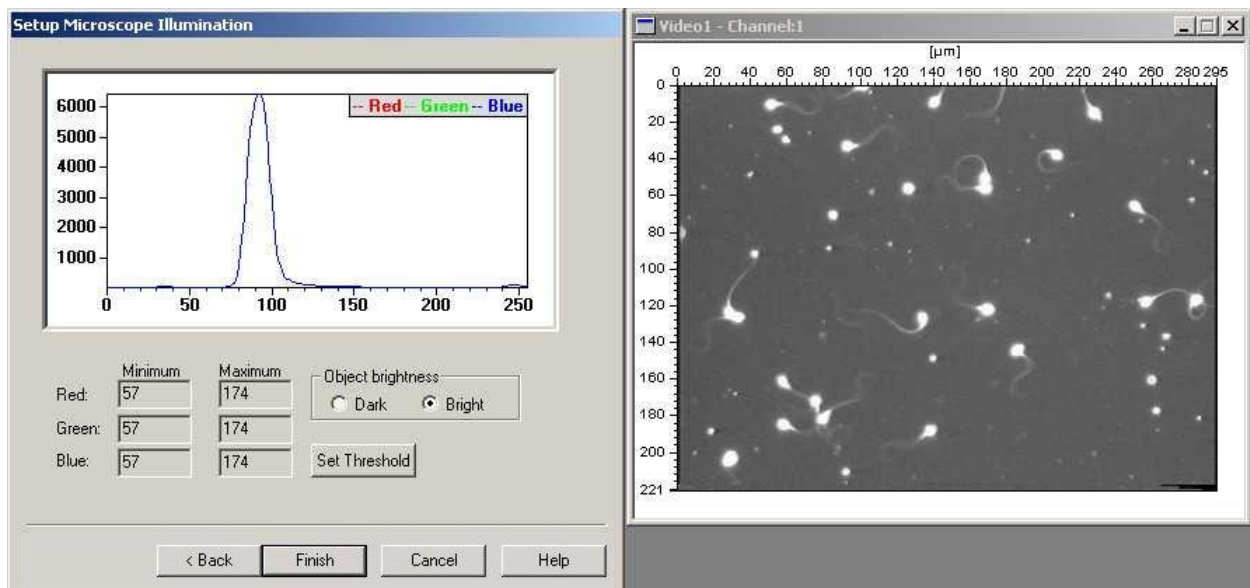 Setup Microscope Illumination
6000
5000
4000
3000
2000
1000
-- Red -- Green -- Blue
0 50 100 150 200 250
Minimum Maximum
Red: 57 174
Green: 57 174
Blue: 57 174
Object brightness
Dark Bright
Set Threshold
< Back Finish Cancel Help
Video1 - Channel:1
[µm]
0 20 40 60 80 100 120 140 160 180 200 220 240 260 280 295
0
20
40
60
80
100
120
140
160
180
200
221